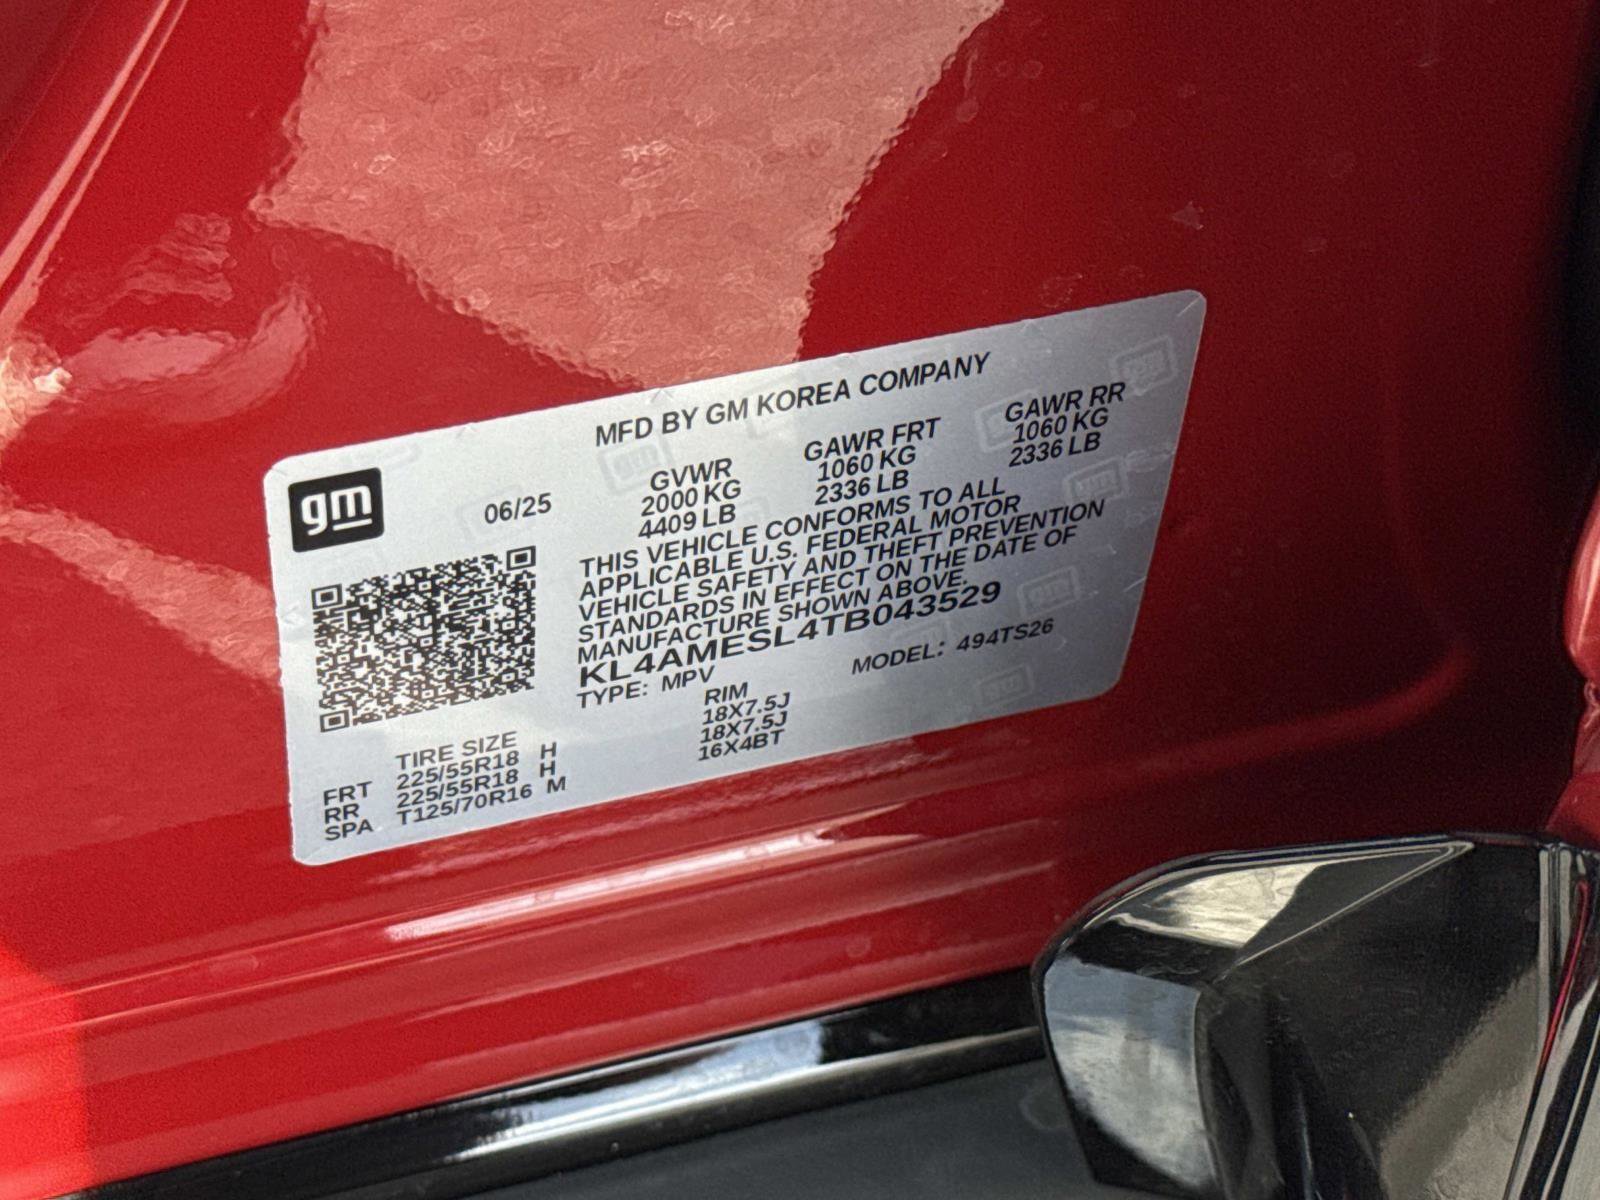 MFD BY GM KOREA COMPANY
gm
06/25
GVWR GAWR FRT GAWR RR
2000 KG 1060 KG 1060 KG
4409 LB 2336 LB 2336 LB
THIS VEHICLE CONFORMS TO ALL
APPLICABLE U.S. FEDERAL MOTOR
VEHICLE SAFETY AND THEFT PREVENTION
STANDARDS IN EFFECT ON THE DATE OF
MANUFACTURE SHOWN ABOVE.
KL4AMESL4TB043529
TYPE: MPV MODEL: 494TS26
TIRE SIZE RIM
FRT 225/55R18 H 18X7.5J
RR 225/55R18 H 18X7.5J
SPA T125/70R16 M 16X4BT